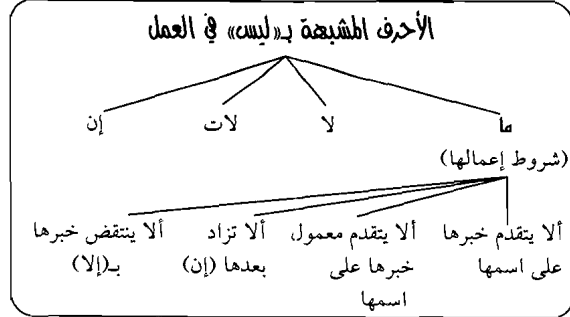 الأحرف المشبهة بـ«ليس» في العمل
ما لا لات إن
(شروط إعمالها)
ألا يتقدم خبرها على اسمها
ألا يتقدم معمول خبرها على اسمها
ألا تزاد بعدها (إن)
ألا ينتقض خبرها بـ(إلا)